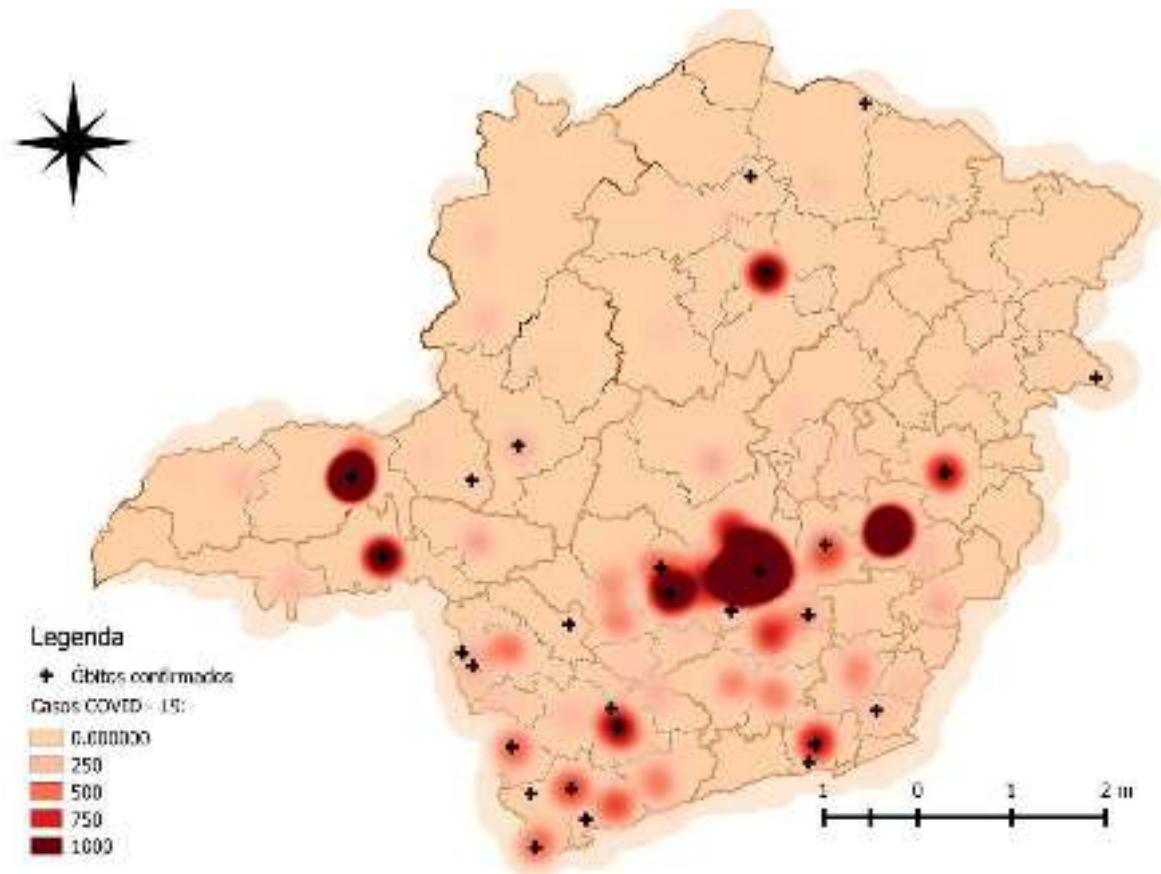 Legenda
Óbitos confirmados
Casos COVID - 19:
0.000000
250
500
750
1000
1 0 1 2 m